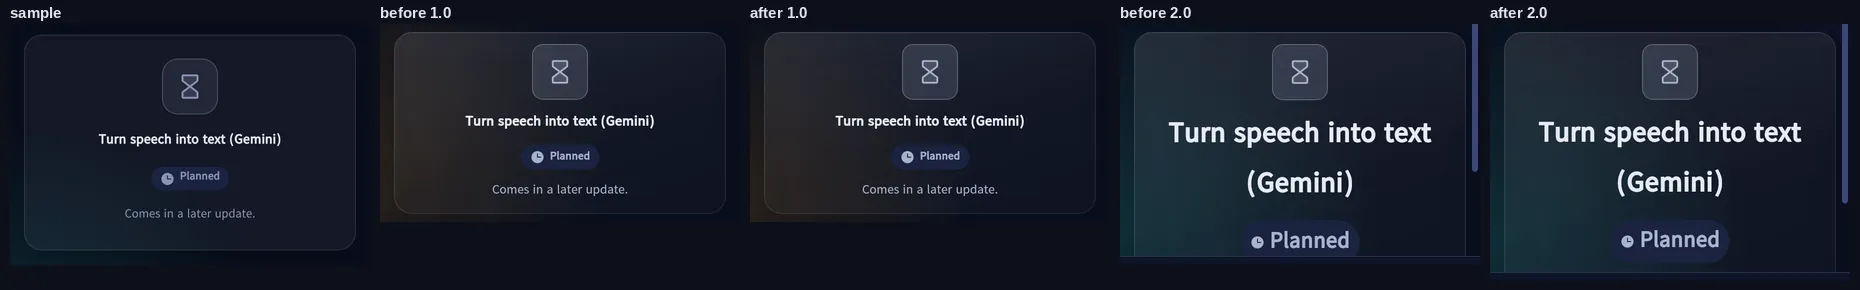 sample
before 1.0
after 1.0
before 2.0
after 2.0
Turn speech into text (Gemini)
Planned
Comes in a later update.
Turn speech into text (Gemini)
Planned
Comes in a later update.
Turn speech into text (Gemini)
Planned
Comes in a later update.
Turn speech into text
(Gemini)
Planned
Turn speech into text
(Gemini)
Planned